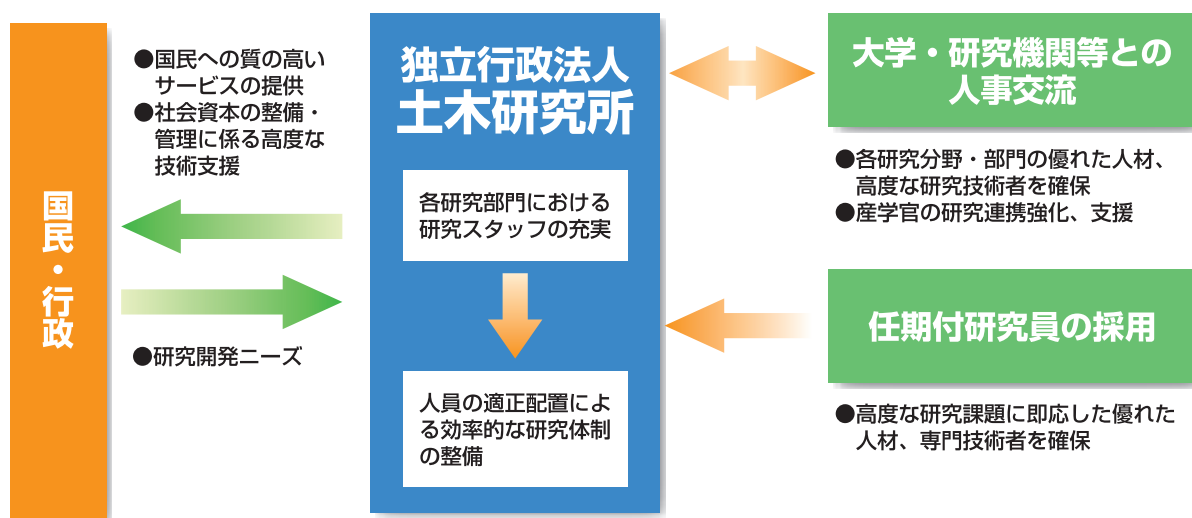 国民・行政
●国民への質の高い
サービスの提供
●社会資本の整備・
管理に係る高度な
技術支援
●研究開発ニーズ
独立行政法人
土木研究所
各研究部門における
研究スタッフの充実
人員の適正配置によ
る効率的な研究体制
の整備
大学・研究機関等との
人事交流
●各研究分野・部門の優れた人材、
高度な研究技術者を確保
●産学官の研究連携強化、支援
任期付研究員の採用
●高度な研究課題に即応した優れた
人材、専門技術者を確保